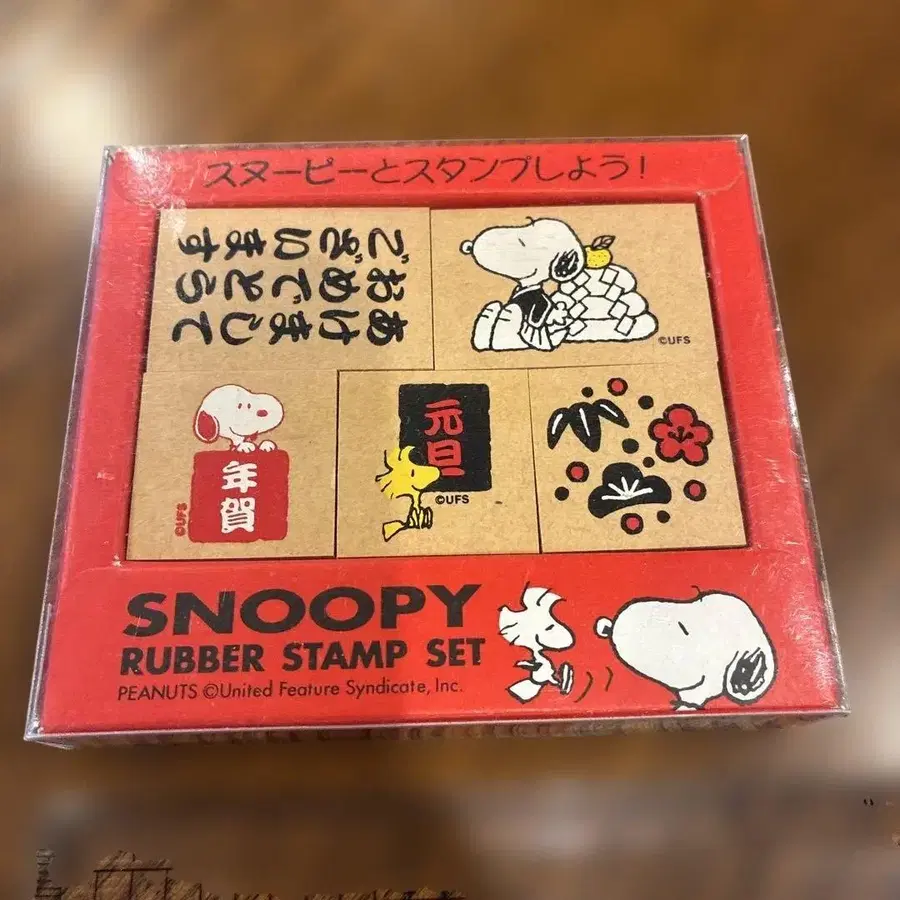 スヌーピーとスタンプしよう!
あけまして
おめでとう
ございます
©UFS
年賀
©UFS
元旦
©UFS
SNOOPY
RUBBER STAMP SET
PEANUTS ©United Feature Syndicate, Inc.